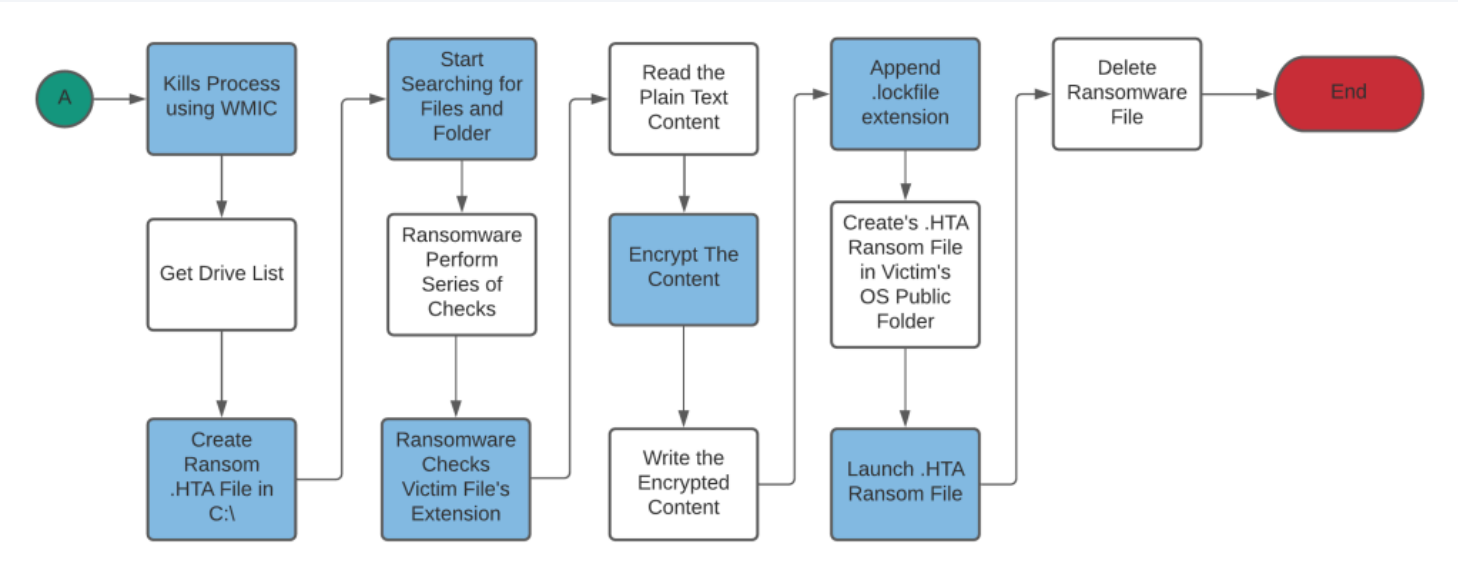 A
Kills Process
using WMIC
Get Drive List
Create
Ransom
.HTA File in
C:\
Start
Searching for
Files and
Folder
Ransomware
Perform
Series of
Checks
Ransomware
Checks
Victim File's
Extension
Read the
Plain Text
Content
Encrypt The
Content
Write the
Encrypted
Content
Append
.lockfile
extension
Create's .HTA
Ransom File
in Victim's
OS Public
Folder
Launch .HTA
Ransom File
Delete
Ransomware
File
End